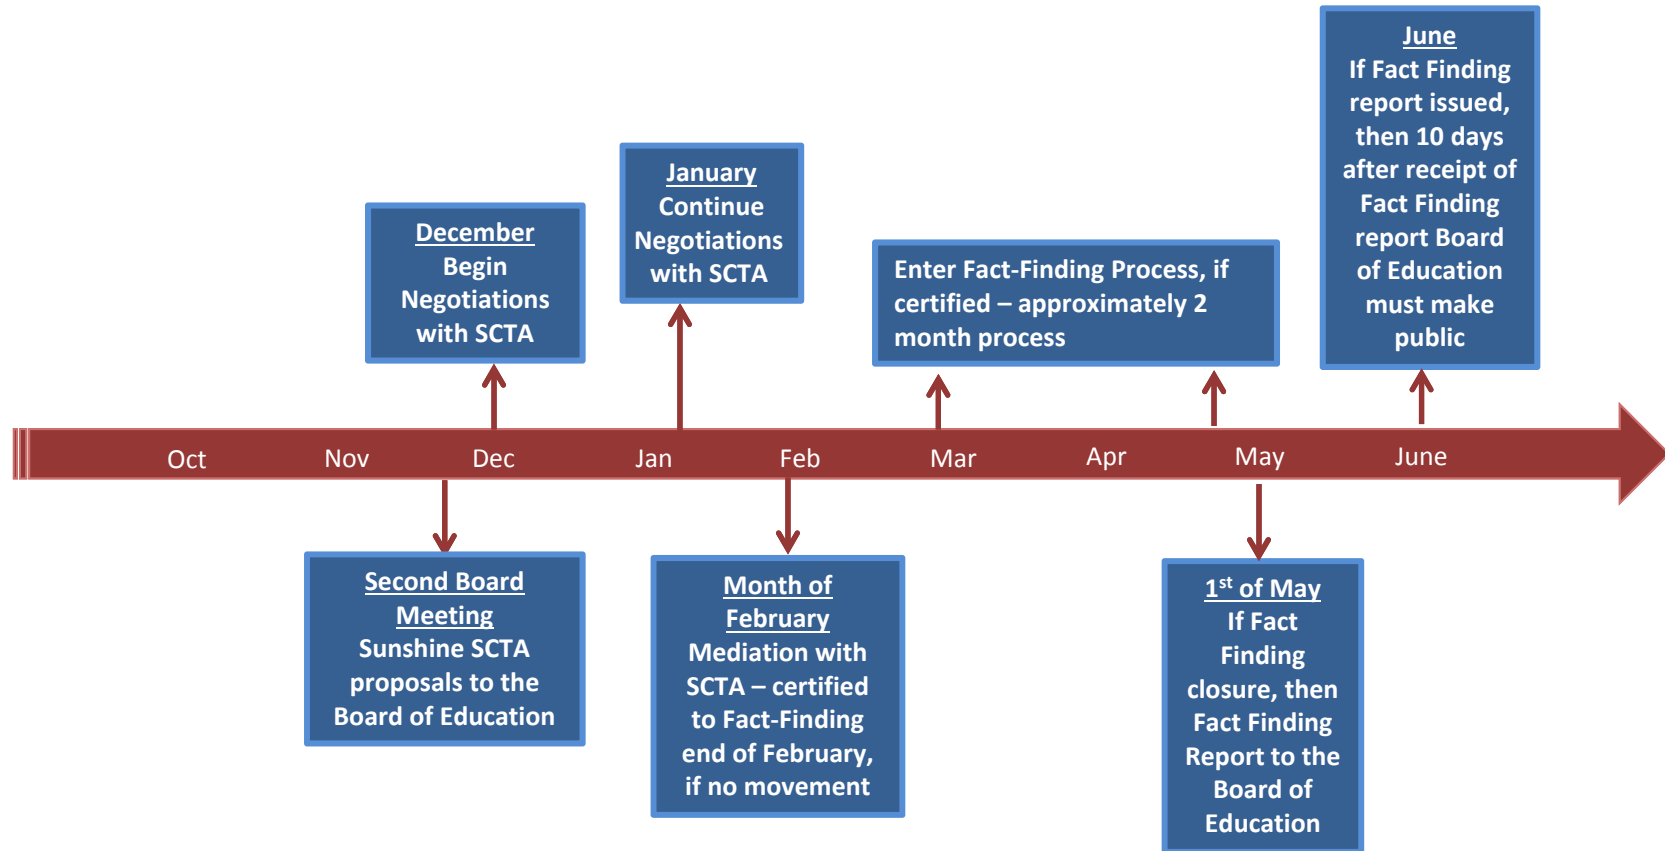 June
If Fact Finding
report issued,
then 10 days
after receipt of
Fact Finding
report Board
of Education
must make
public
January
Continue
Negotiations
with SCTA
December
Begin
Negotiations
with SCTA
Enter Fact-Finding Process, if
certified – approximately 2
month process
Oct
Nov
Dec
Jan
Feb
Mar
Apr
May
June
Second Board
Meeting
Sunshine SCTA
proposals to the
Board of Education
Month of
February
Mediation with
SCTA – certified
to Fact-Finding
end of February,
if no movement
1st of May
If Fact
Finding
closure, then
Fact Finding
Report to the
Board of
Education